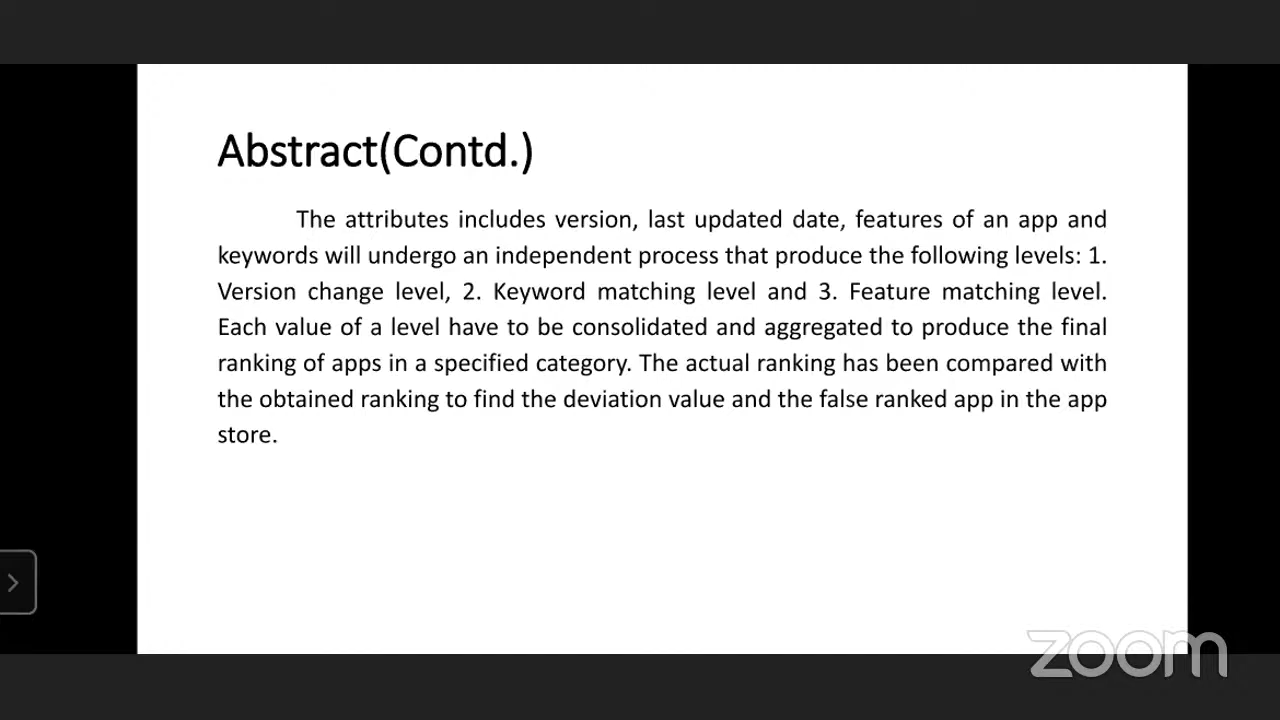 Abstract(Contd.)
The attributes includes version, last updated date, features of an app and
keywords will undergo an independent process that produce the following levels: 1.
Version change level, 2. Keyword matching level and 3. Feature matching level.
Each value of a level have to be consolidated and aggregated to produce the final
ranking of apps in a specified category. The actual ranking has been compared with
the obtained ranking to find the deviation value and the false ranked app in the app
store.
zoom